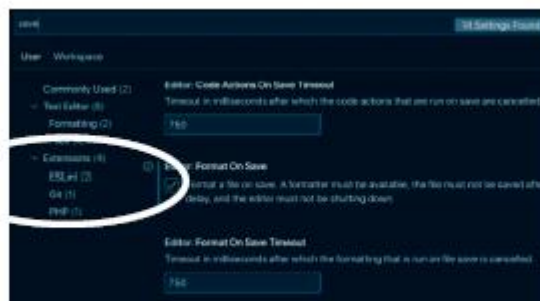 save
18 Settings Found
User Workspace
Commonly Used (2)
Text Editor (8)
Formatting (2)
Extensions (4)
ESLint (2)
Git (1)
PHP (1)
Editor: Code Actions On Save Timeout
Timeout in milliseconds after which the code actions that are run on save are cancelled.
750
Editor: Format On Save
Format a file on save. A formatter must be available, the file must not be saved after
delay, and the editor must not be shutting down.
Editor: Format On Save Timeout
Timeout in milliseconds after which the formatting that is run on file save is cancelled.
750